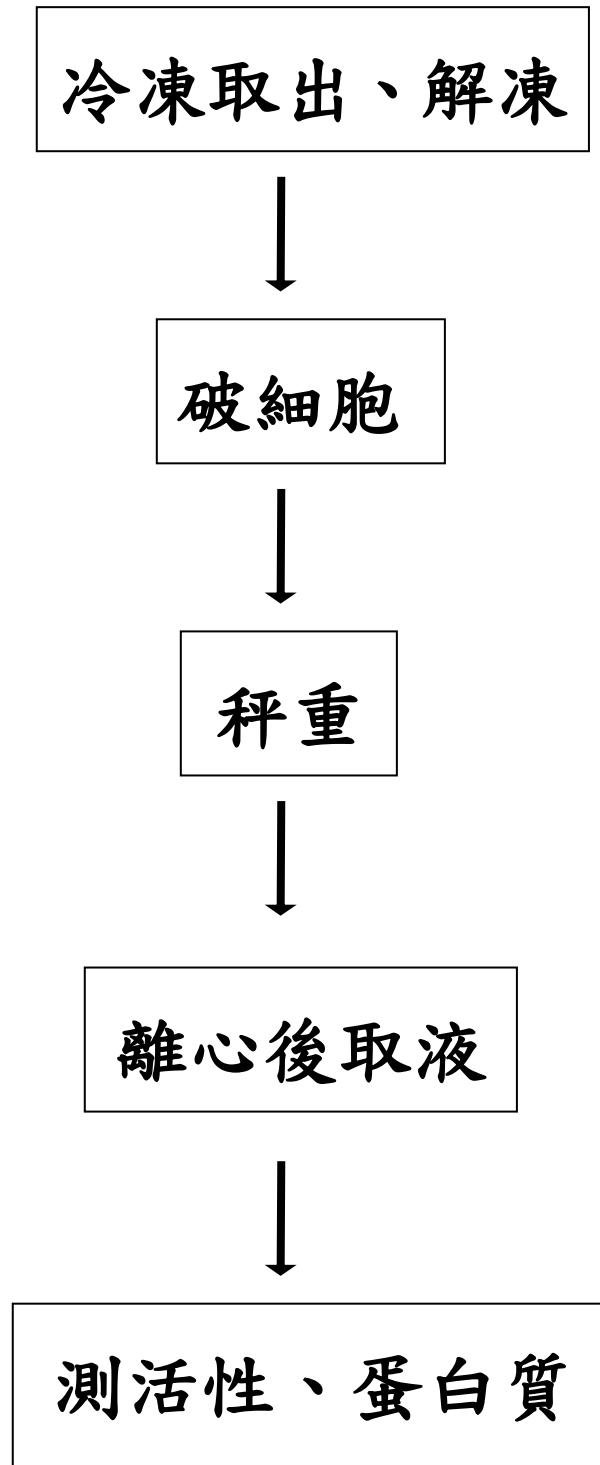 冷凍取出、解凍
破細胞
秤重
離心後取液
測活性、蛋白質